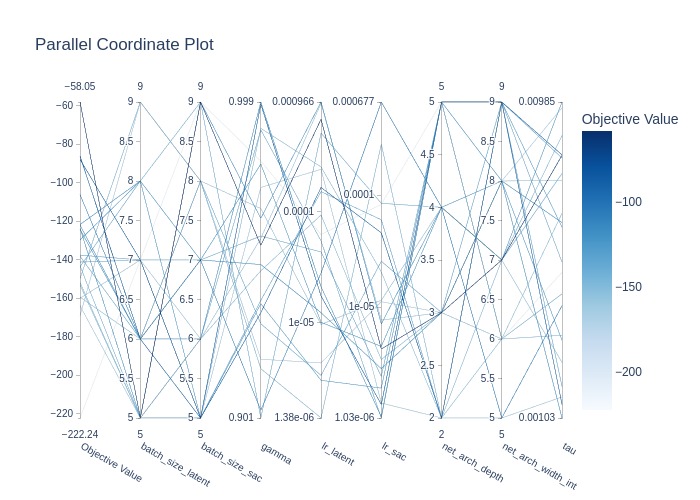 Parallel Coordinate Plot
−58.05 9 9 5 9
Objective Value
−60 9 9 0.999 0.000966 0.000677 5 9 0.00985
−80 8.5 8.5 4.5 8.5
−100 8 8 0.0001 8 −100
−120 7.5 7.5 0.0001 4 7.5
−140 7 7 3.5 7
−160 6.5 6.5 1e-05 3 6.5 −150
−180 6 6 1e-05 6
−200 5.5 5.5 2.5 5.5 −200
−220 5 5 0.901 1.38e-06 1.03e-06 2 5 0.00103
−222.24 5 5 2 5
Objective Value batch_size_latent batch_size_sac gamma lr_latent lr_sac net_arch_depth net_arch_width_int tau